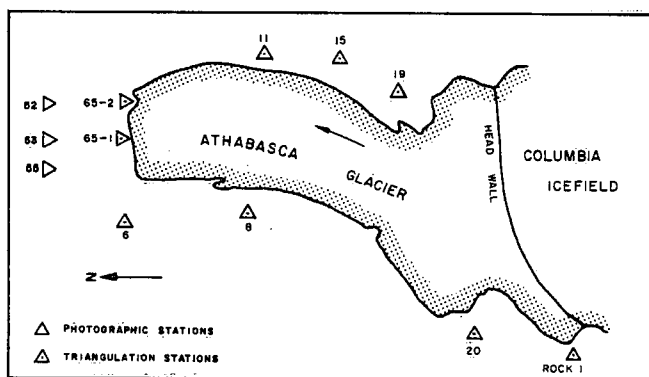 11
15
19
62
65-2
63
65-1
66
ATHABASCA
GLACIER
HEAD WALL
COLUMBIA
ICEFIELD
6
8
N
PHOTOGRAPHIC STATIONS
TRIANGULATION STATIONS
20
ROCK 1